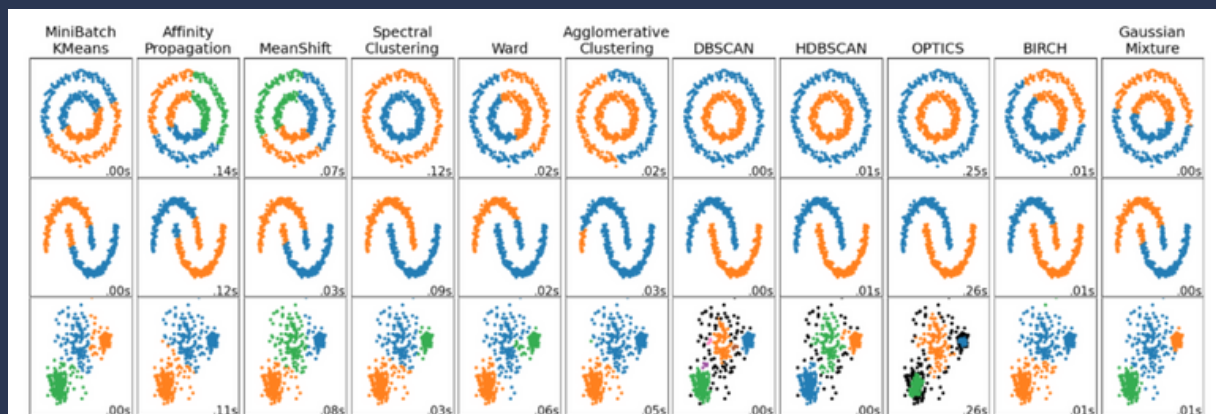 MiniBatch
KMeans
Affinity
Propagation
MeanShift
Spectral
Clustering
Ward
Agglomerative
Clustering
DBSCAN
HDBSCAN
OPTICS
BIRCH
Gaussian
Mixture
.00s
.14s
.07s
.12s
.02s
.02s
.00s
.01s
.25s
.01s
.00s
.00s
.12s
.03s
.09s
.02s
.03s
.00s
.01s
.26s
.01s
.00s
.00s
.11s
.08s
.03s
.06s
.05s
.00s
.00s
.26s
.01s
.01s